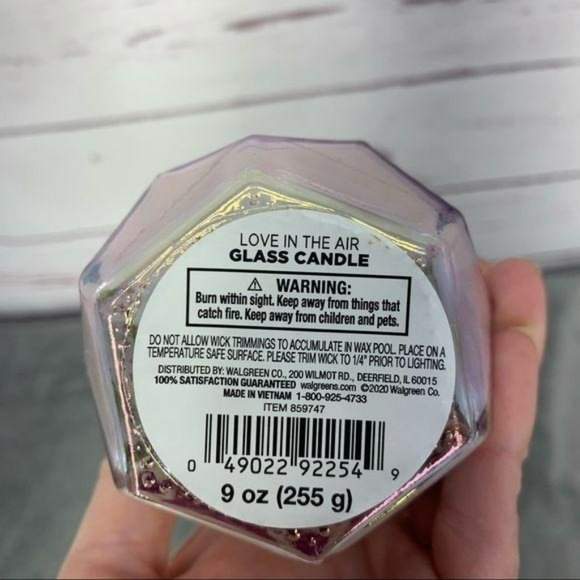 LOVE IN THE AIR
GLASS CANDLE
⚠ WARNING:
Burn within sight. Keep away from things that
catch fire. Keep away from children and pets.
DO NOT ALLOW WICK TRIMMINGS TO ACCUMULATE IN WAX POOL. PLACE ON A
TEMPERATURE SAFE SURFACE. PLEASE TRIM WICK TO 1/4" PRIOR TO LIGHTING.
DISTRIBUTED BY: WALGREEN CO., 200 WILMOT RD., DEERFIELD, IL 60015
100% SATISFACTION GUARANTEED walgreens.com ©2020 Walgreen Co.
MADE IN VIETNAM 1-800-925-4733
ITEM 859747
0 49022 92254 9
9 oz (255 g)